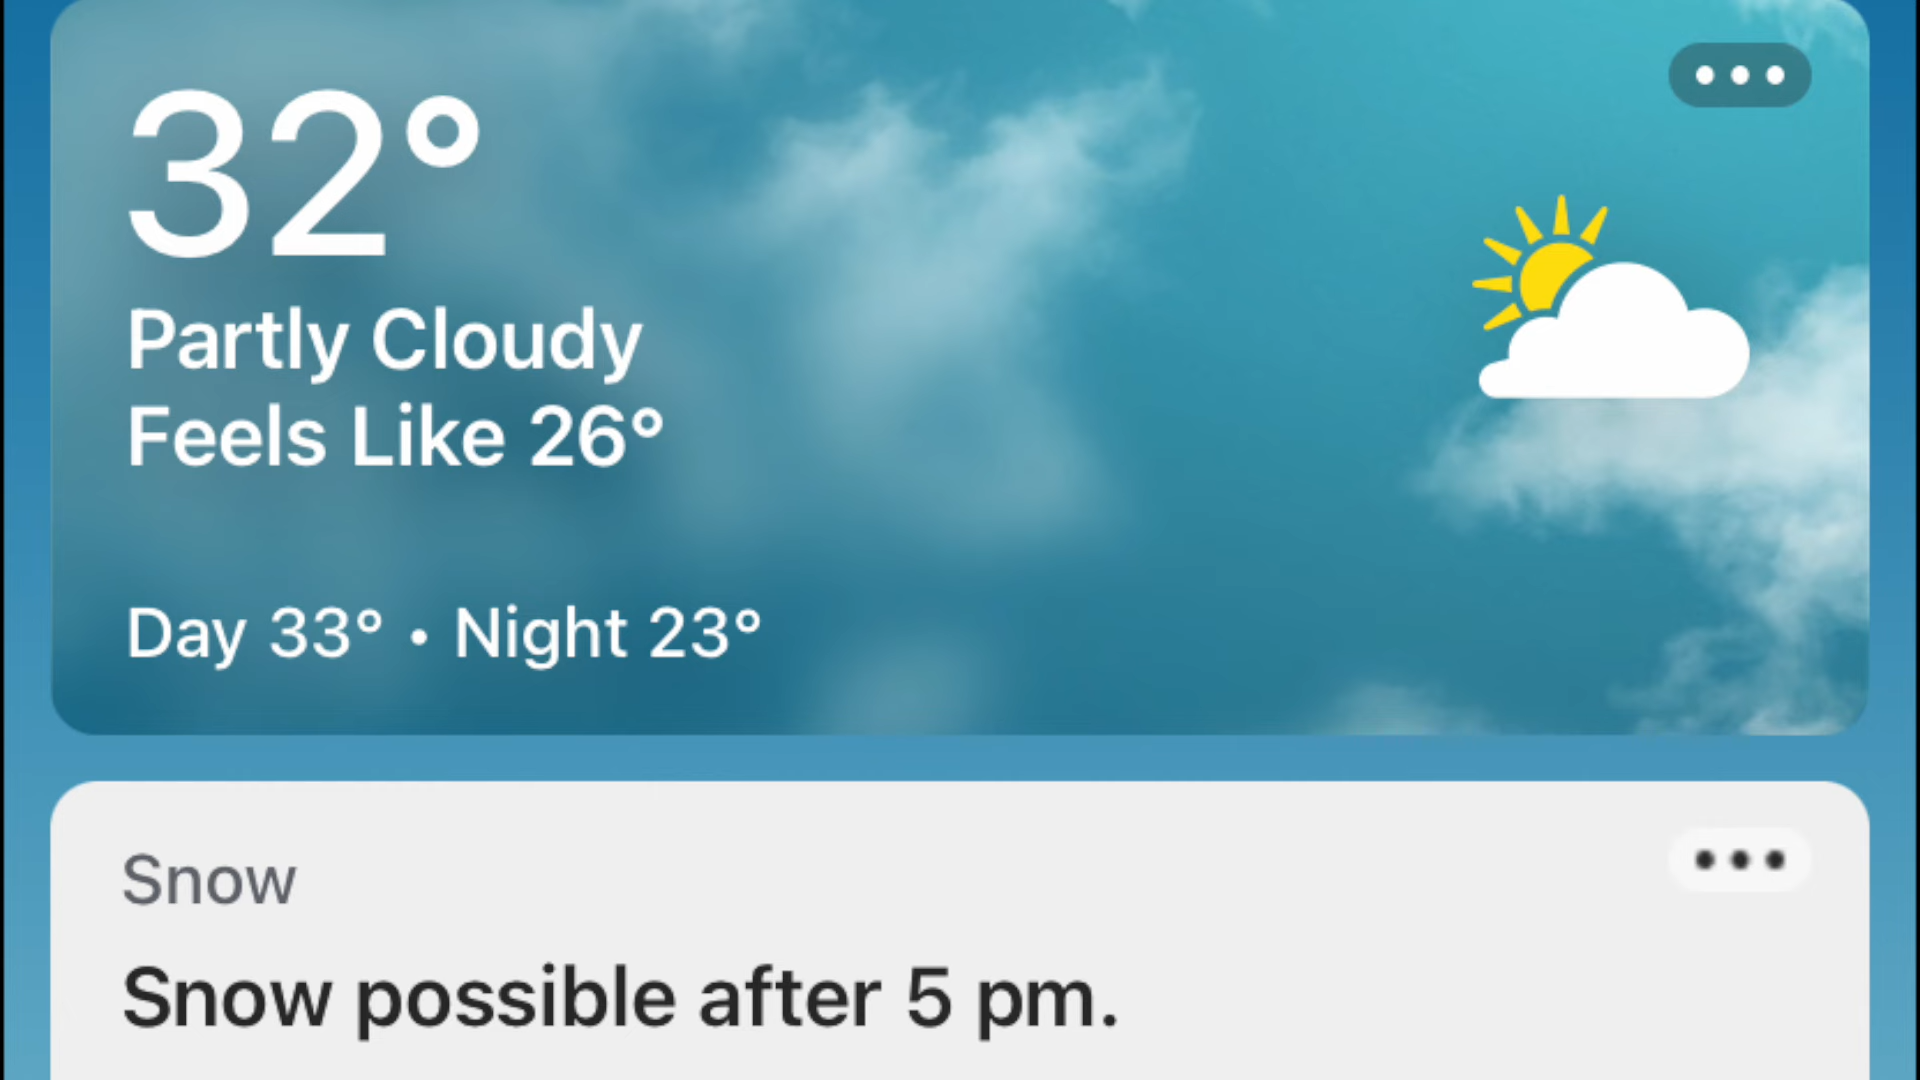 32°
Partly Cloudy
Feels Like 26°
Day 33° • Night 23°
Snow
Snow possible after 5 pm.